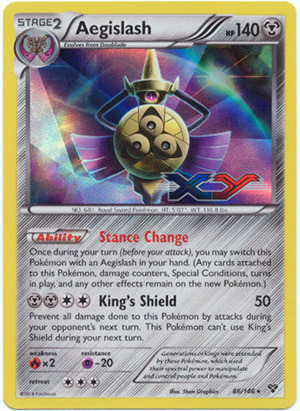 STAGE2
Aegislash
HP 140
Evolves from Doublade
XY
NO. 681 Royal Sword Pokémon HT: 5'07" WT: 116.8 lbs.
Ability Stance Change
Once during your turn (before your attack), you may switch this
Pokémon with an Aegislash in your hand. (Any cards attached
to this Pokémon, damage counters, Special Conditions, turns
in play, and any other effects remain on the new Pokémon.)
King's Shield 50
Prevent all damage done to this Pokémon by attacks during
your opponent's next turn. This Pokémon can't use King's
Shield during your next turn.
weakness
×2
resistance
-20
retreat
Generations of kings were attended
by these Pokémon, which used
their spectral power to manipulate
control people and Pokémon.
©2014 Pokémon
Illus. 5ban Graphics
86/146
XY